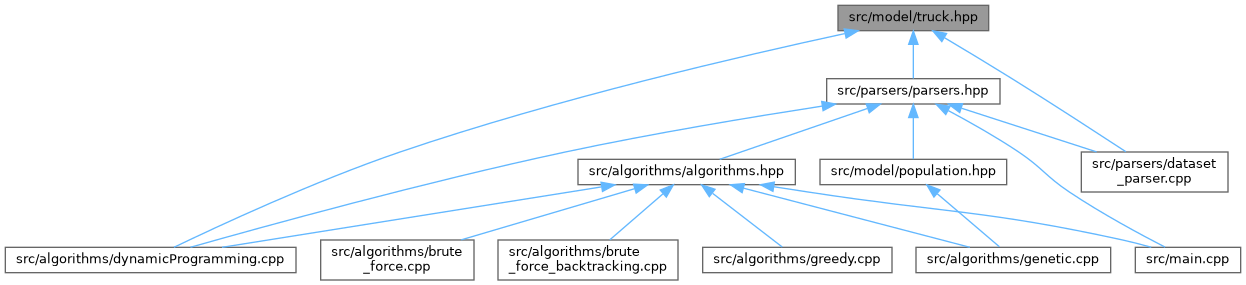 src/model/truck.hpp
src/parsers/parsers.hpp
src/algorithms/algorithms.hpp
src/model/population.hpp
src/parsers/dataset
_parser.cpp
src/algorithms/dynamicProgramming.cpp
src/algorithms/brute
_force.cpp
src/algorithms/brute
_force_backtracking.cpp
src/algorithms/greedy.cpp
src/algorithms/genetic.cpp
src/main.cpp